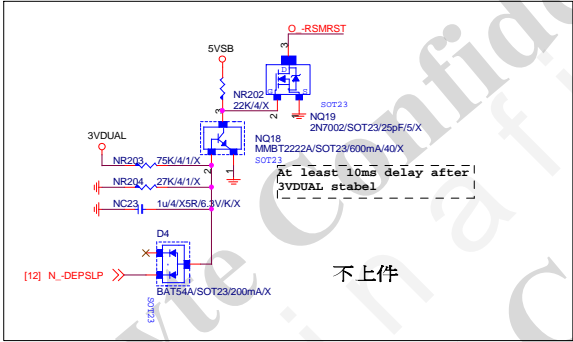 O_-RSMRST
5VSB
3
D
G
S
NR202
22K/4/X
SOT23
2
1
NQ19
2N7002/SOT23/25pF/5/X
3
3VDUAL
NQ18
MMBT2222A/SOT23/600mA/40/X
SOT23
NR203
75K/4/1/X
2
1
At least 10ms delay after
3VDUAL stabel
NR204
27K/4/1/X
NC23
1u/4/X5R/6.3V/K/X
D4
[12] N_-DEPSLP
BAT54A/SOT23/200mA/X
SOT23
不上件